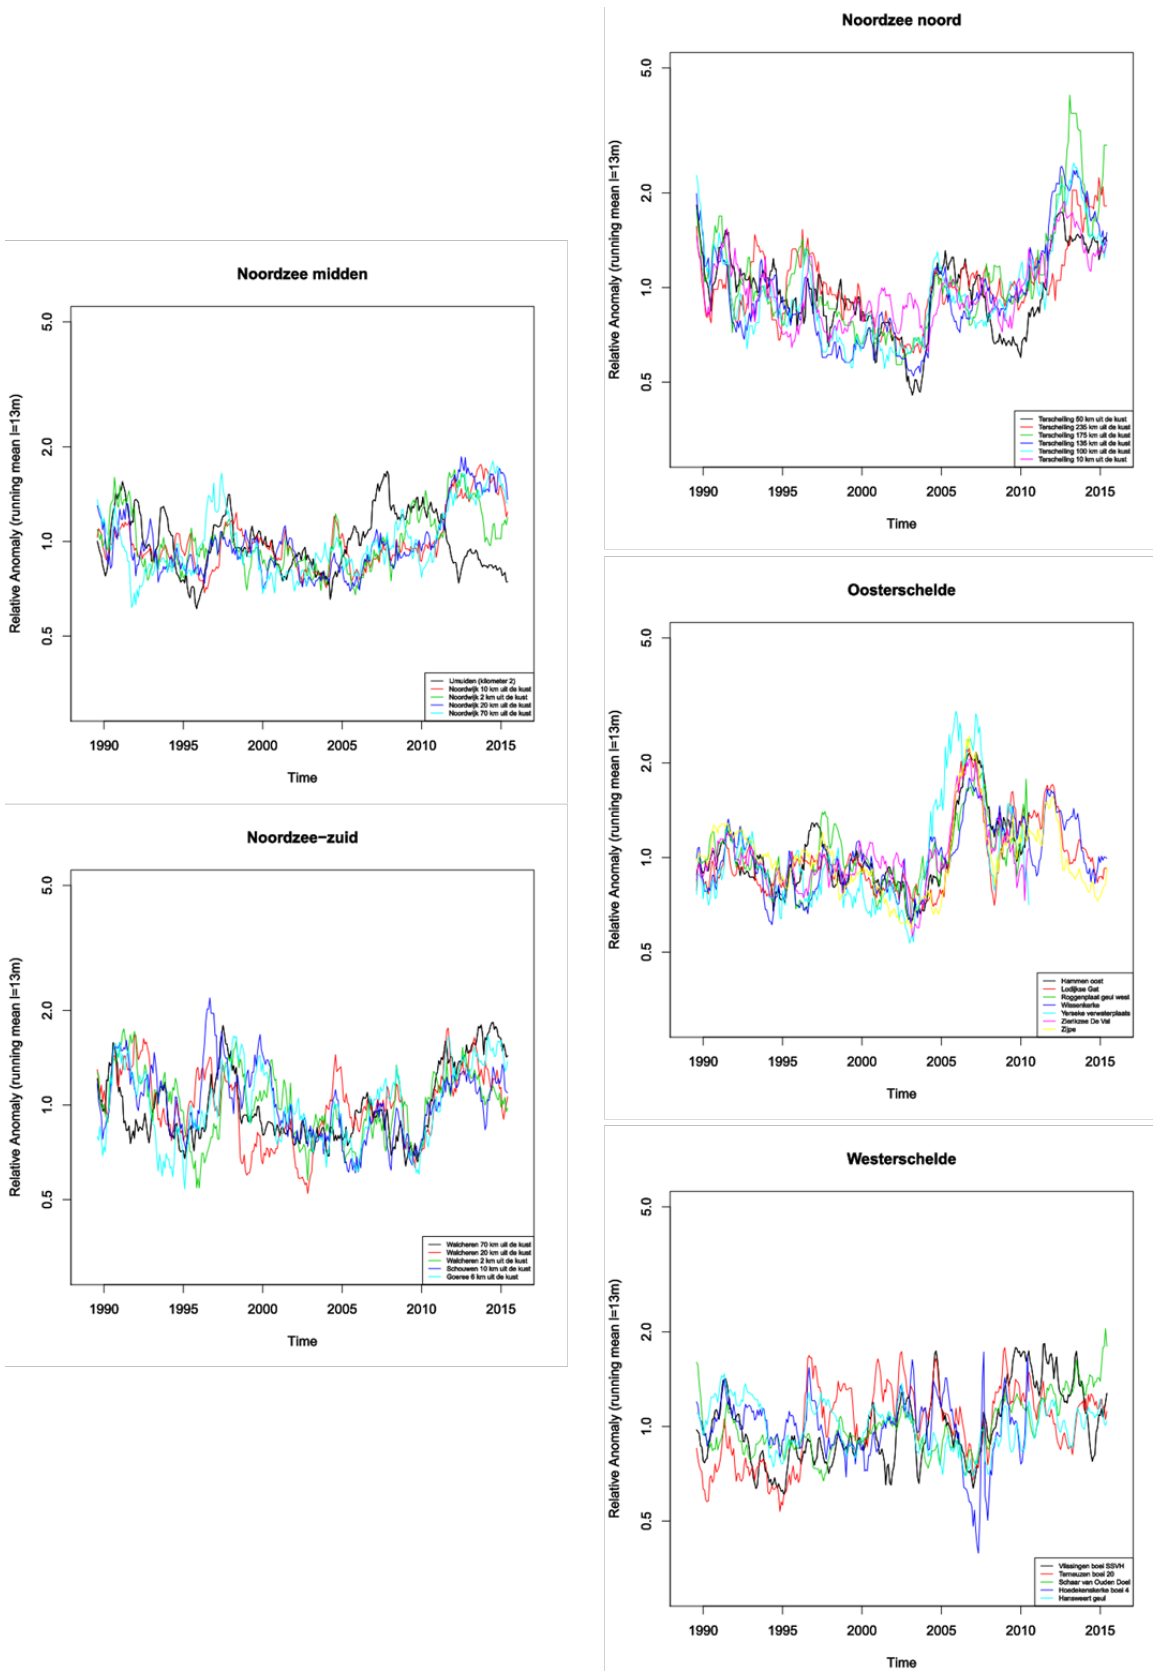 Noordzee noord
Relative Anomaly (running mean l=13m)
5.0
2.0
1.0
0.5
Terschelling 50 km uit de kust
Terschelling 235 km uit de kust
Terschelling 175 km uit de kust
Terschelling 135 km uit de kust
Terschelling 100 km uit de kust
Terschelling 10 km uit de kust
1990 1995 2000 2005 2010 2015
Time
Noordzee midden
Relative Anomaly (running mean l=13m)
5.0
2.0
1.0
0.5
IJmuiden (kilometer 2)
Noordwijk 10 km uit de kust
Noordwijk 2 km uit de kust
Noordwijk 20 km uit de kust
Noordwijk 70 km uit de kust
1990 1995 2000 2005 2010 2015
Time
Oosterschelde
Relative Anomaly (running mean l=13m)
5.0
2.0
1.0
0.5
Hammen oost
Lodijkse Gat
Roggenplaat geul west
Wissenkerke
Yerseke verwaterplaats
Zierikzee De Val
Zijpe
1990 1995 2000 2005 2010 2015
Time
Noordzee-zuid
Relative Anomaly (running mean l=13m)
5.0
2.0
1.0
0.5
Walcheren 70 km uit de kust
Walcheren 20 km uit de kust
Walcheren 2 km uit de kust
Schouwen 10 km uit de kust
Goeree 6 km uit de kust
1990 1995 2000 2005 2010 2015
Time
Westerschelde
Relative Anomaly (running mean l=13m)
5.0
2.0
1.0
0.5
Vlissingen boei SSVH
Terneuzen boei 20
Schaar van Ouden Doel
Hoedekenskerke boei 4
Hansweert geul
1990 1995 2000 2005 2010 2015
Time